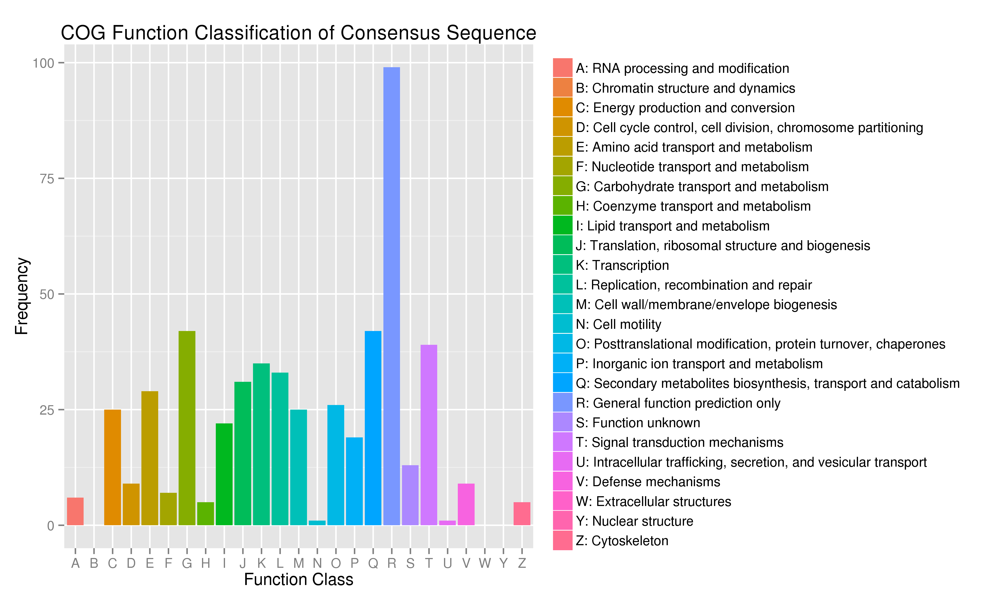 COG Function Classification of Consensus Sequence
100
75
50
25
0
Frequency
A B C D E F G H I J K L M N O P Q R S T U V W Y Z
Function Class
A: RNA processing and modification
B: Chromatin structure and dynamics
C: Energy production and conversion
D: Cell cycle control, cell division, chromosome partitioning
E: Amino acid transport and metabolism
F: Nucleotide transport and metabolism
G: Carbohydrate transport and metabolism
H: Coenzyme transport and metabolism
I: Lipid transport and metabolism
J: Translation, ribosomal structure and biogenesis
K: Transcription
L: Replication, recombination and repair
M: Cell wall/membrane/envelope biogenesis
N: Cell motility
O: Posttranslational modification, protein turnover, chaperones
P: Inorganic ion transport and metabolism
Q: Secondary metabolites biosynthesis, transport and catabolism
R: General function prediction only
S: Function unknown
T: Signal transduction mechanisms
U: Intracellular trafficking, secretion, and vesicular transport
V: Defense mechanisms
W: Extracellular structures
Y: Nuclear structure
Z: Cytoskeleton